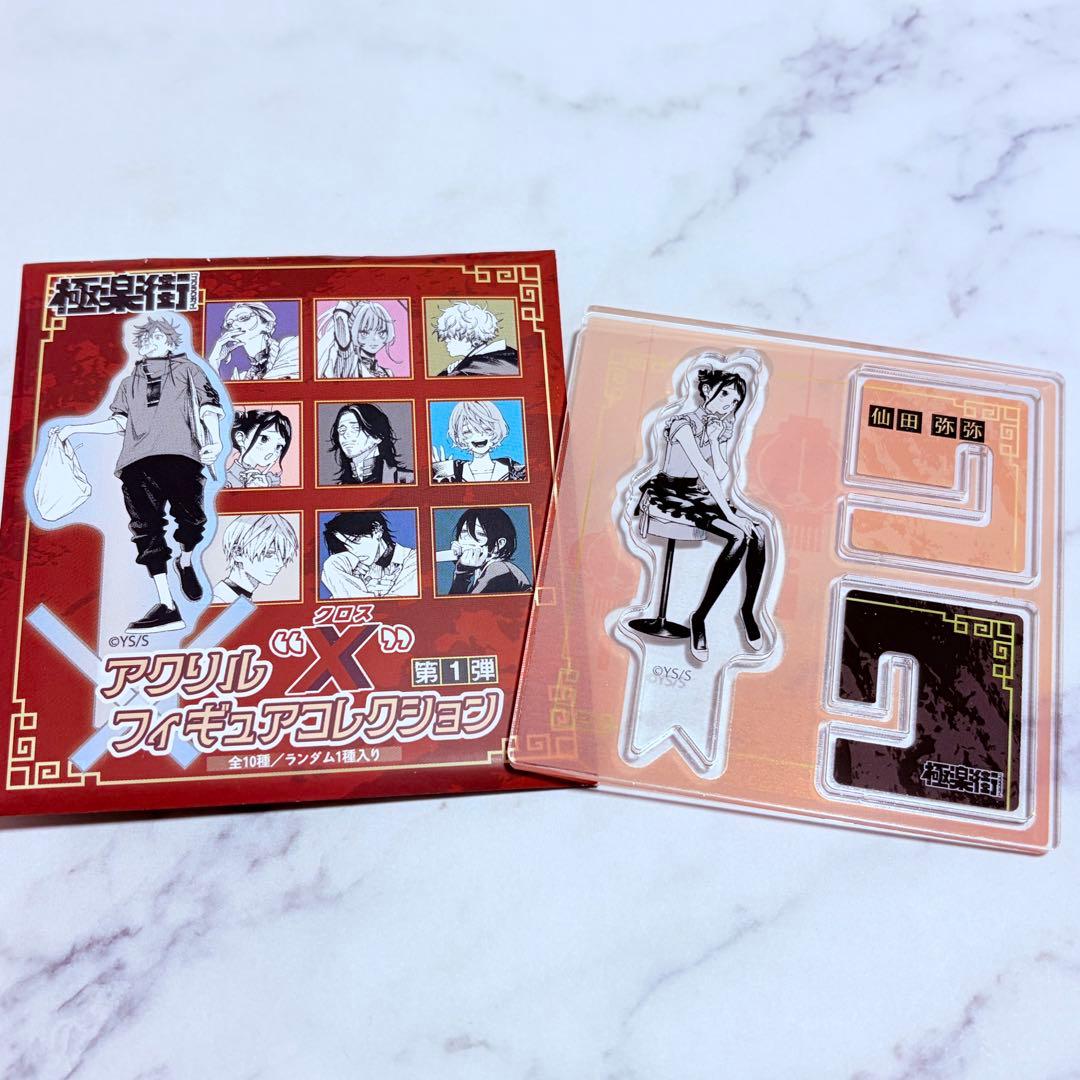 極楽街
©YS/S
クロス
アクリル“X”第1弾
フィギュアコレクション
全10種／ランダム1種入り
仙田 弥弥
©YS/S
極楽街